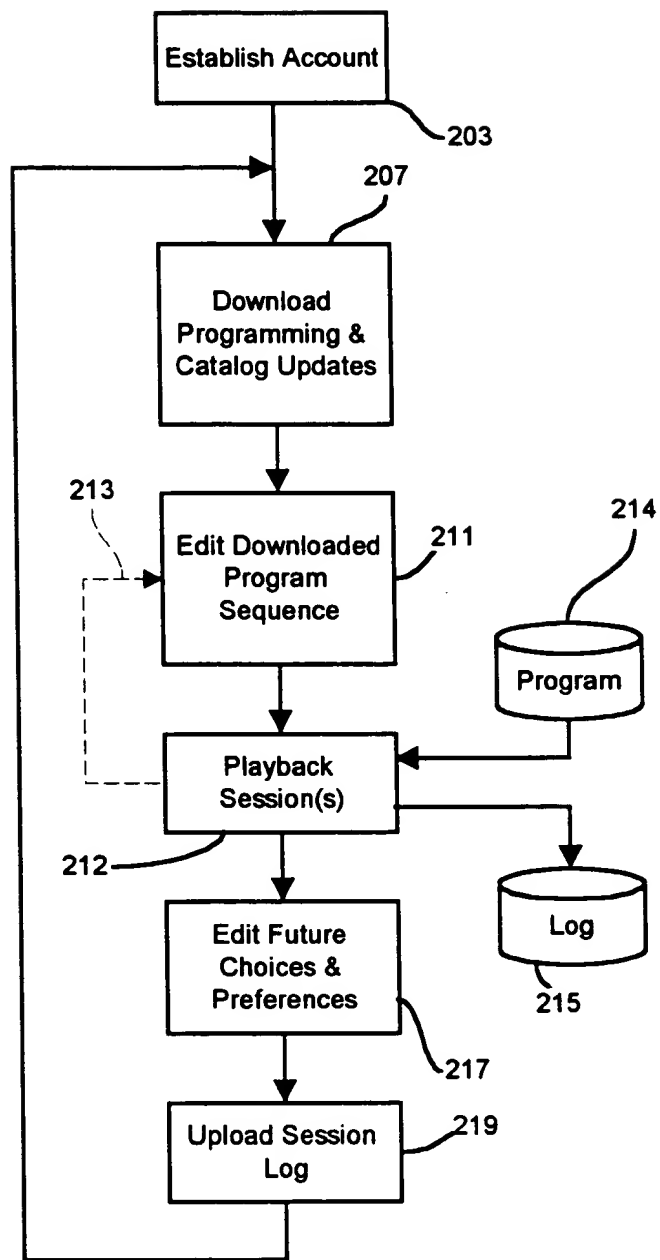 Establish Account
203
207
Download
Programming &
Catalog Updates
213
Edit Downloaded
Program
Sequence
211
214
Program
Playback
Session(s)
212
Log
215
Edit Future
Choices &
Preferences
217
Upload Session
Log
219